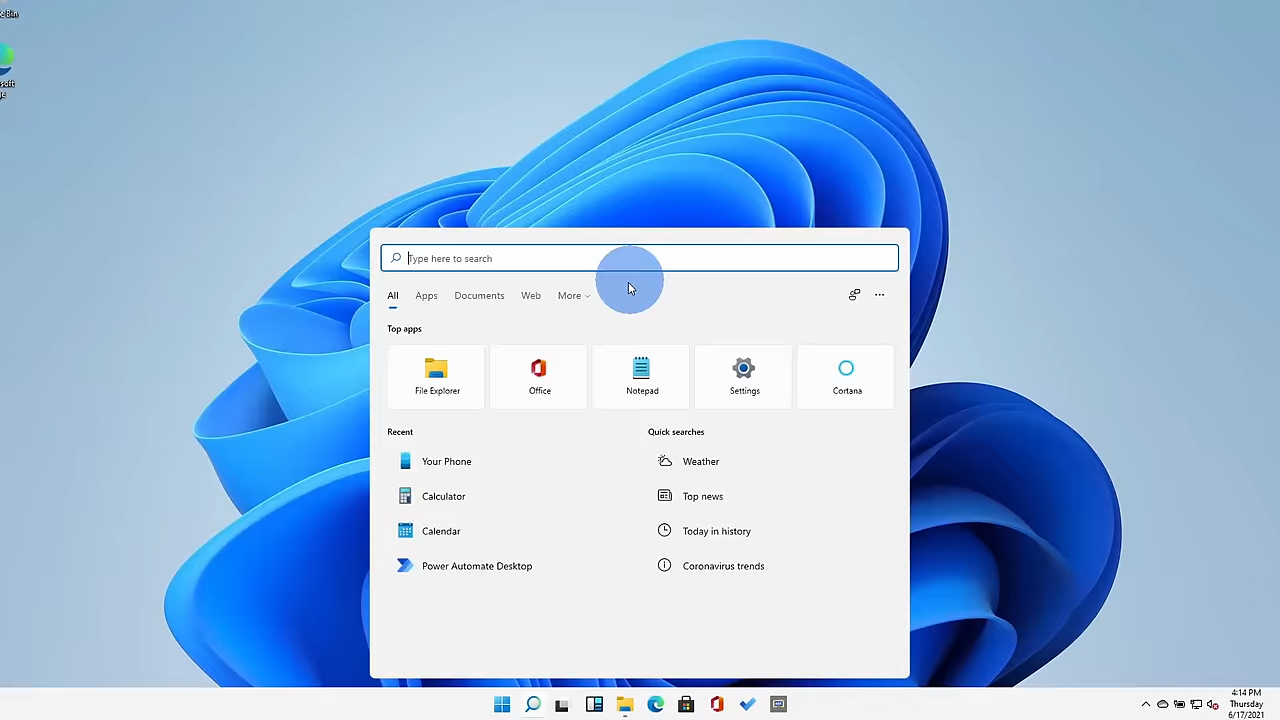 Type here to search
All Apps Documents Web More
Top apps
File Explorer Office Notepad Settings Cortana
Recent Quick searches
Your Phone Weather
Calculator Top news
Calendar Today in history
Power Automate Desktop Coronavirus trends
4:14 PM
Thursday
6/17/2021